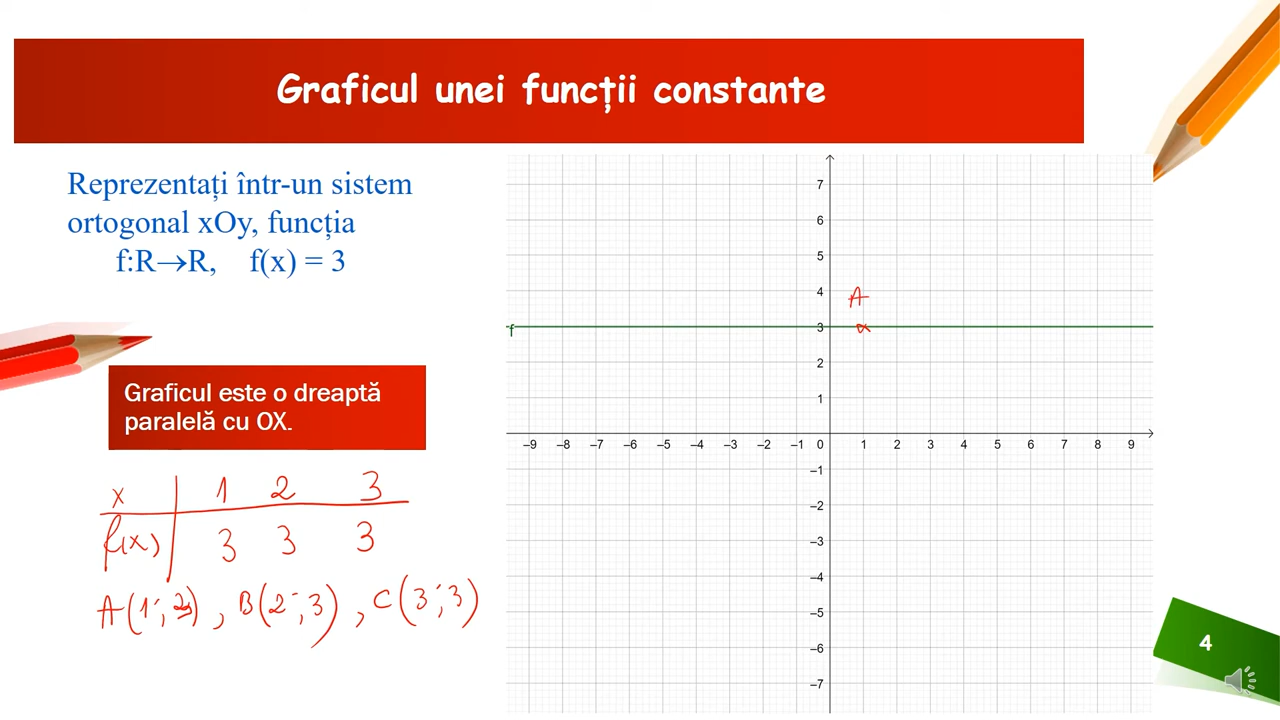 Graficul unei funcții constante
Reprezentați într-un sistem
ortogonal xOy, funcția
f:R→R, f(x) = 3
Graficul este o dreaptă
paralelă cu OX.
x 1 2 3
f(x) 3 3 3
A(1;3), B(2;3), C(3;3)
7
6
5
4
A
3
f
2
1
–9 –8 –7 –6 –5 –4 –3 –2 –1 0 1 2 3 4 5 6 7 8 9
–1
–2
–3
–4
–5
–6
–7
4